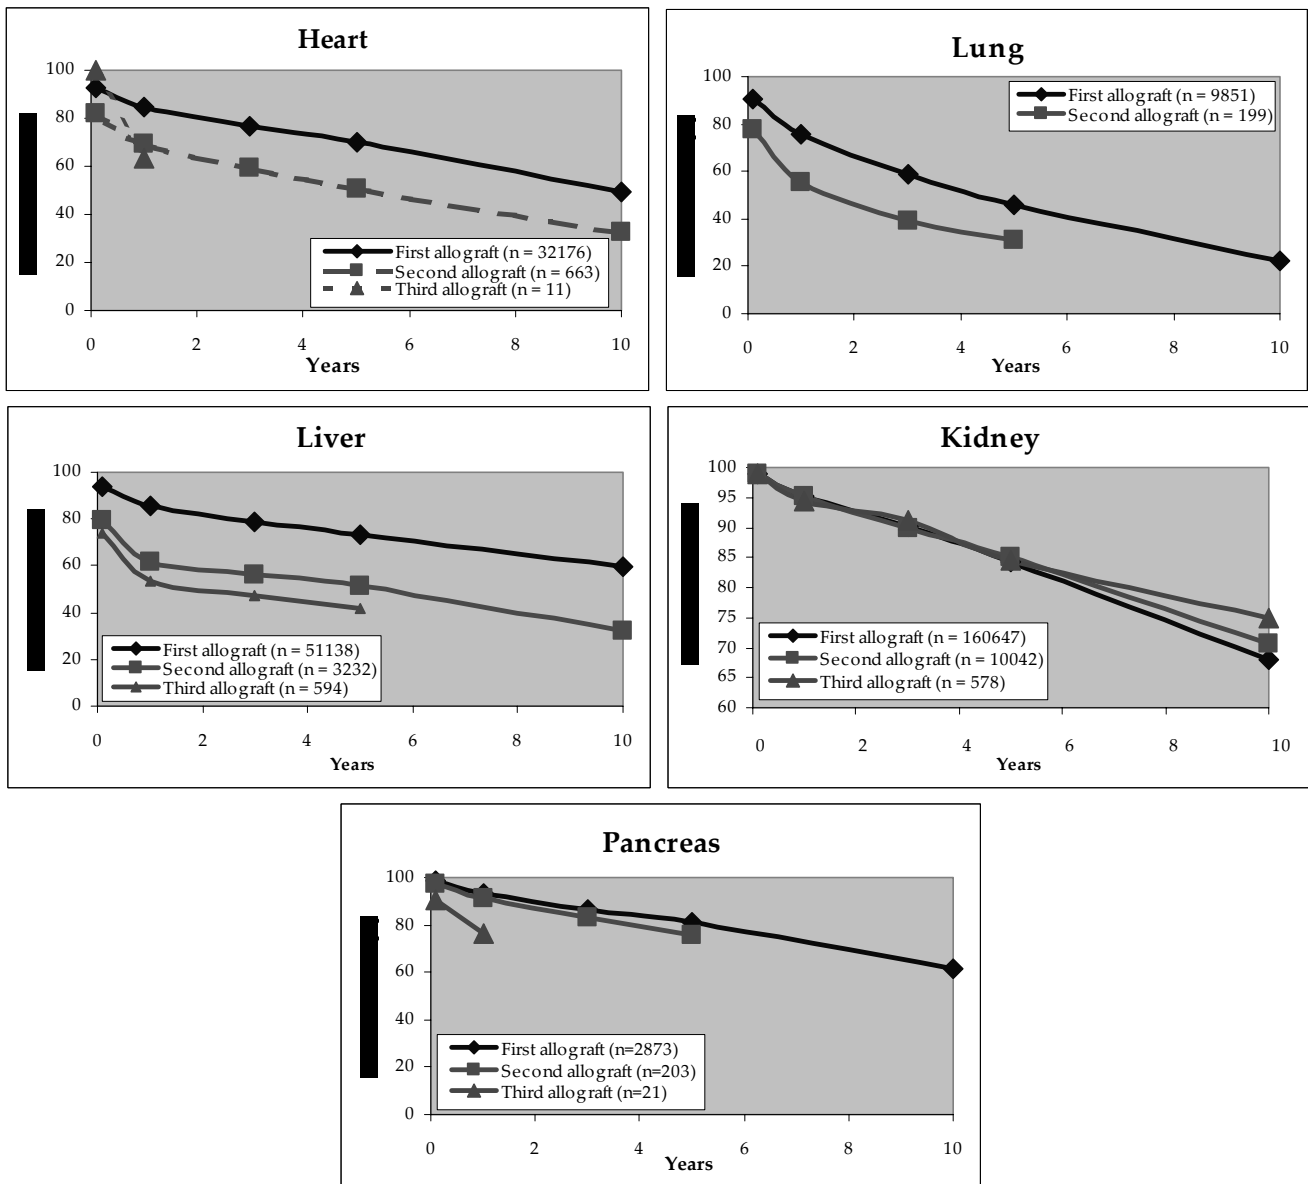 Heart
100
80
60
40
20
0
First allograft (n = 32176)
Second allograft (n = 663)
Third allograft (n = 11)
0 2 4 6 8 10
Years
Lung
100
80
60
40
20
0
First allograft (n = 9851)
Second allograft (n = 199)
0 2 4 6 8 10
Years
Liver
100
80
60
40
20
0
First allograft (n = 51138)
Second allograft (n = 3232)
Third allograft (n = 594)
0 2 4 6 8 10
Years
Kidney
100
95
90
85
80
75
70
65
60
First allograft (n = 160647)
Second allograft (n = 10042)
Third allograft (n = 578)
0 2 4 6 8 10
Years
Pancreas
100
80
60
40
20
0
First allograft (n=2873)
Second allograft (n=203)
Third allograft (n=21)
0 2 4 6 8 10
Years